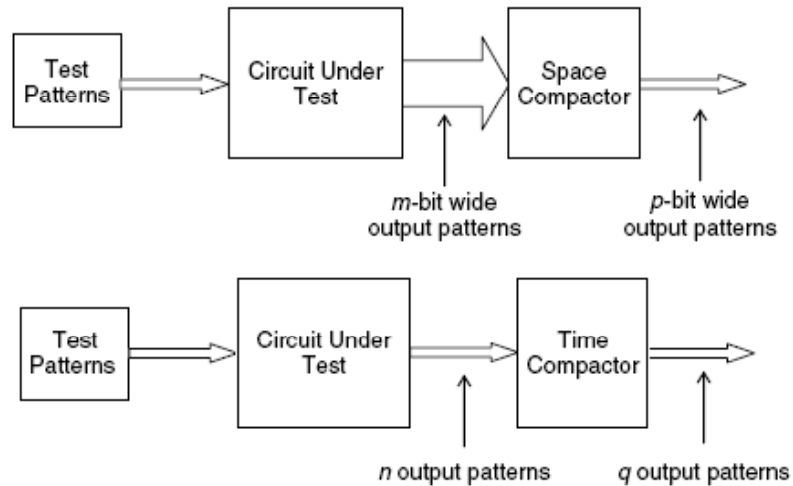 Test
Patterns
Circuit Under
Test
Space
Compactor
m-bit wide
output patterns
p-bit wide
output patterns
Test
Patterns
Circuit Under
Test
Time
Compactor
n output patterns
q output patterns